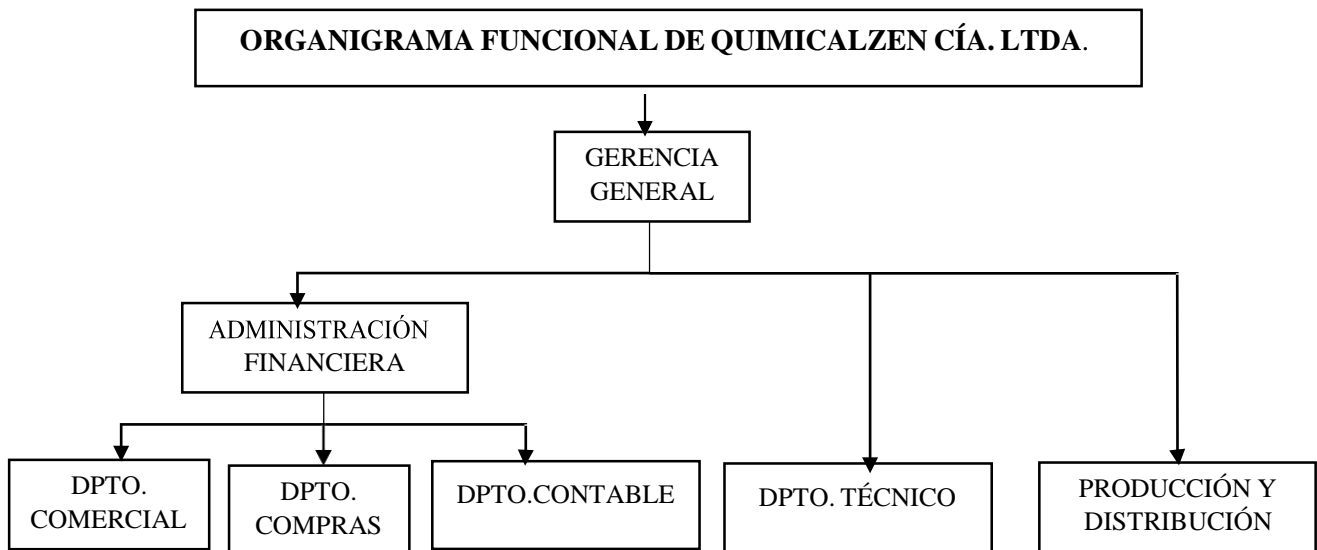 ORGANIGRAMA FUNCIONAL DE QUIMICALZEN CÍA. LTDA.
GERENCIA
GENERAL
ADMINISTRACIÓN
FINANCIERA
DPTO.
COMERCIAL
DPTO.
COMPRAS
DPTO.CONTABLE
DPTO. TÉCNICO
PRODUCCIÓN Y
DISTRIBUCIÓN